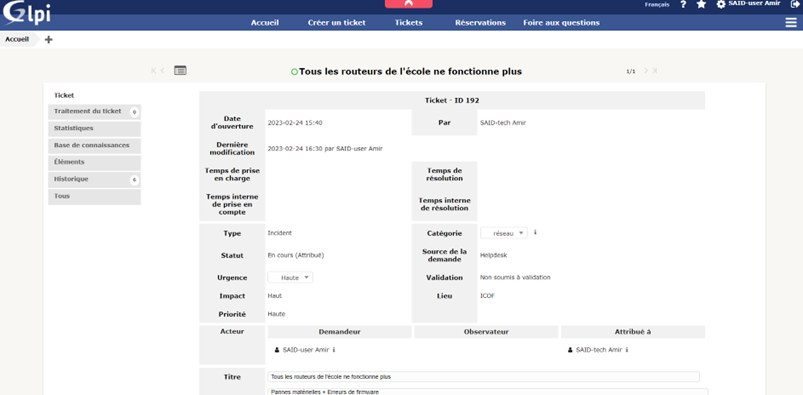 Glpi
Français ? SAID-user Amir
Accueil Créer un ticket Tickets Réservations Foire aux questions
Accueil +
Tous les routeurs de l'école ne fonctionne plus 1/1
Ticket
Traitement du ticket 0
Statistiques
Base de connaissances
Éléments
Historique 6
Tous
Ticket - ID 192
Date d'ouverture 2023-02-24 15:40 Par SAID-tech Amir
Dernière modification 2023-02-24 16:30 par SAID-user Amir
Temps de prise en charge Temps de résolution
Temps interne de prise en compte Temps interne de résolution
Type Incident Catégorie réseau i
Statut En cours (Attribué) Source de la demande Helpdesk
Urgence Haute Validation Non soumis à validation
Impact Haut Lieu ICOF
Priorité Haute
Acteur Demandeur Observateur Attribué à
SAID-user Amir i SAID-tech Amir i
Titre Tous les routeurs de l'école ne fonctionne plus
Pannes matérielles + Erreurs de firmware